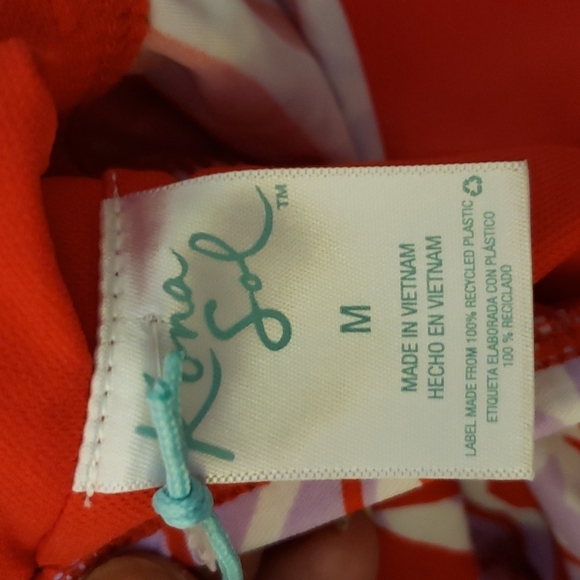 Kona
Sol™
M
MADE IN VIETNAM
HECHO EN VIETNAM
LABEL MADE FROM 100% RECYCLED PLASTIC
ETIQUETA ELABORADA CON PLÁSTICO
100 % RECICLADO